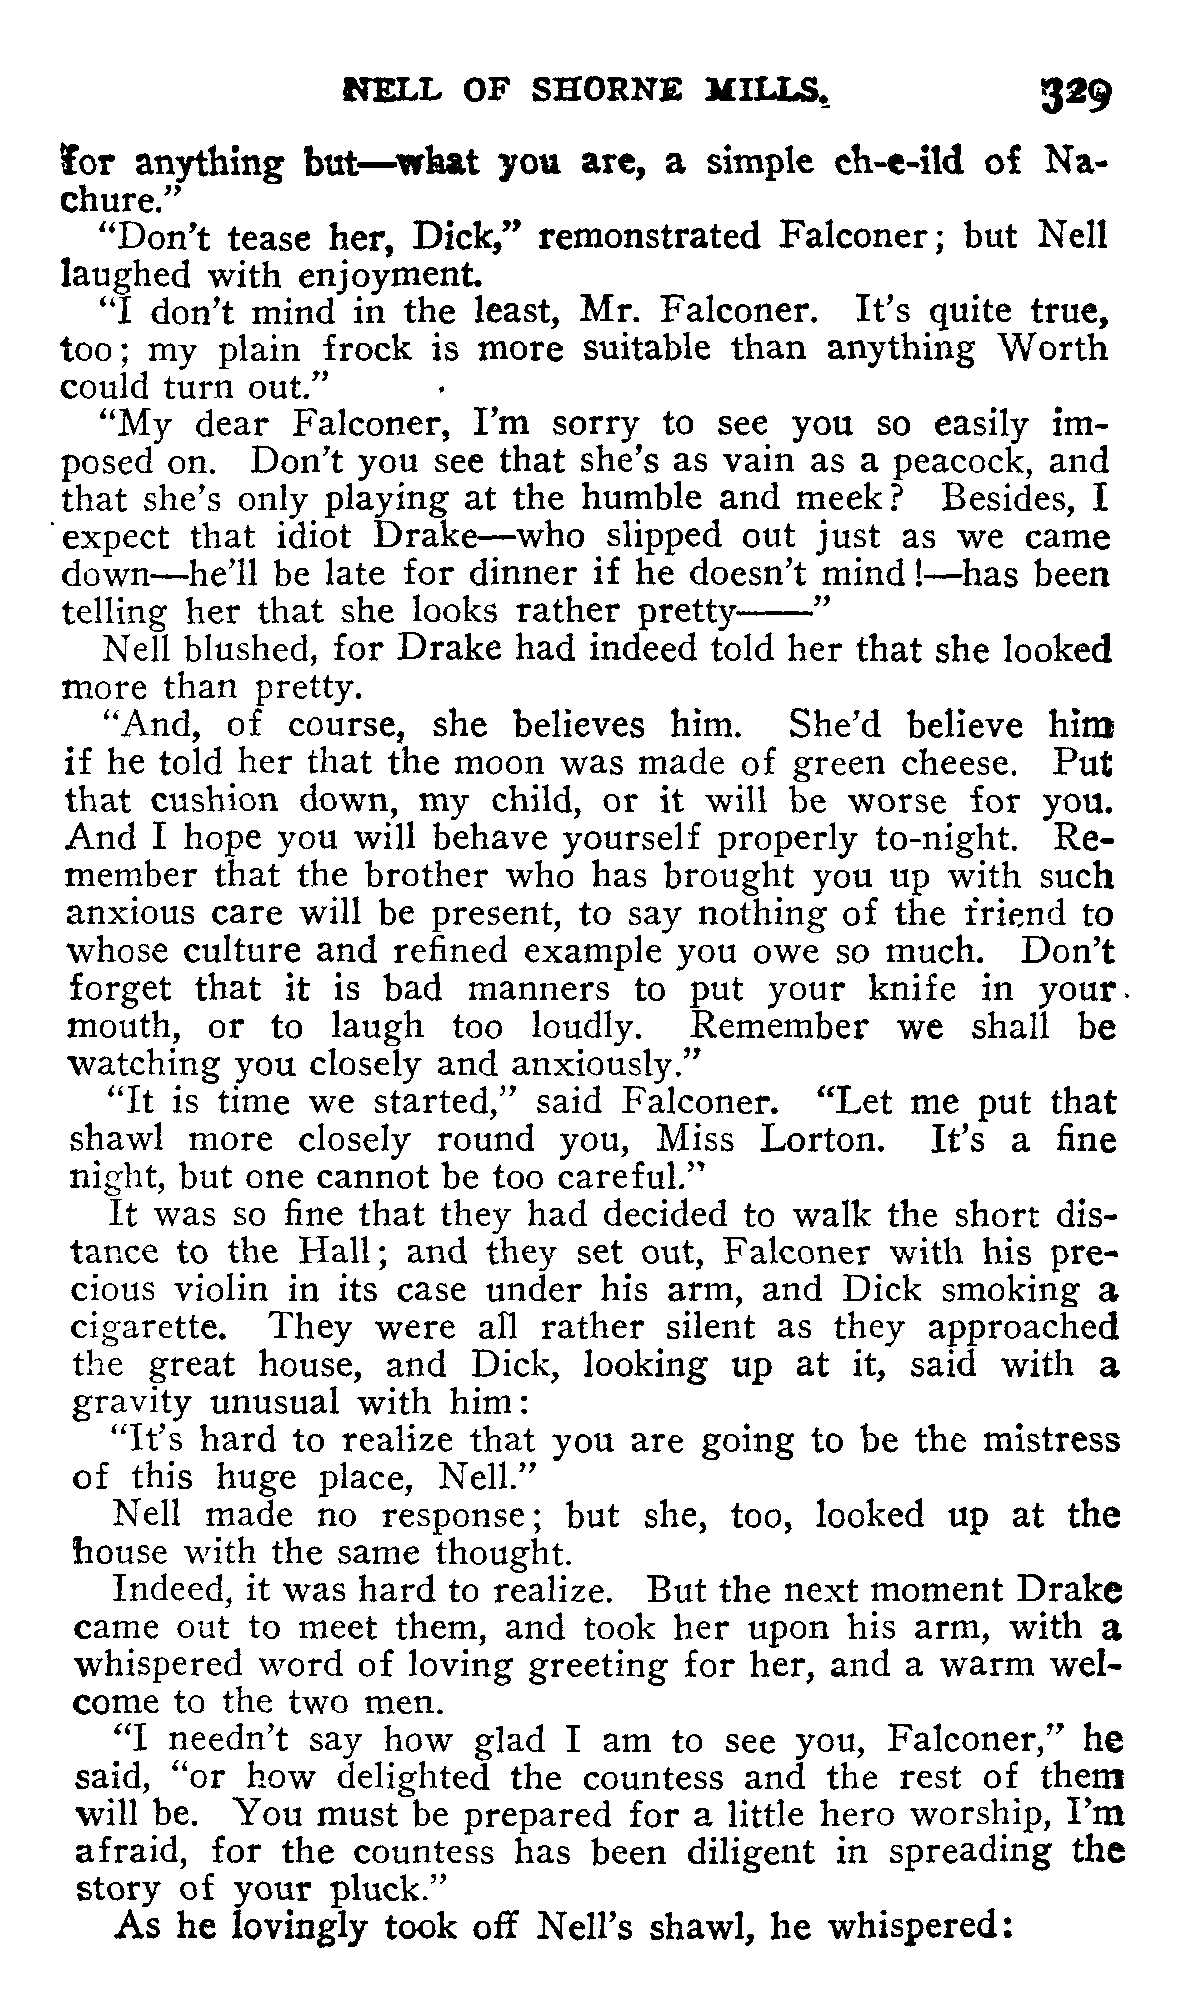 NELL OF SHORNE MILLS. 329
for anything but—what you are, a simple ch-e-ild of Na-
chure."
"Don't tease her, Dick," remonstrated Falconer; but Nell
laughed with enjoyment.
"I don't mind in the least, Mr. Falconer. It's quite true,
too; my plain frock is more suitable than anything Worth
could turn out."
"My dear Falconer, I'm sorry to see you so easily im-
posed on. Don't you see that she's as vain as a peacock, and
that she's only playing at the humble and meek? Besides, I
expect that idiot Drake—who slipped out just as we came
down—he'll be late for dinner if he doesn't mind!—has been
telling her that she looks rather pretty——"
Nell blushed, for Drake had indeed told her that she looked
more than pretty.
"And, of course, she believes him. She'd believe him
if he told her that the moon was made of green cheese. Put
that cushion down, my child, or it will be worse for you.
And I hope you will behave yourself properly to-night. Re-
member that the brother who has brought you up with such
anxious care will be present, to say nothing of the friend to
whose culture and refined example you owe so much. Don't
forget that it is bad manners to put your knife in your
mouth, or to laugh too loudly. Remember we shall be
watching you closely and anxiously."
"It is time we started," said Falconer. "Let me put that
shawl more closely round you, Miss Lorton. It's a fine
night, but one cannot be too careful."
It was so fine that they had decided to walk the short dis-
tance to the Hall; and they set out, Falconer with his pre-
cious violin in its case under his arm, and Dick smoking a
cigarette. They were all rather silent as they approached
the great house, and Dick, looking up at it, said with a
gravity unusual with him:
"It's hard to realize that you are going to be the mistress
of this huge place, Nell."
Nell made no response; but she, too, looked up at the
house with the same thought.
Indeed, it was hard to realize. But the next moment Drake
came out to meet them, and took her upon his arm, with a
whispered word of loving greeting for her, and a warm wel-
come to the two men.
"I needn't say how glad I am to see you, Falconer," he
said, "or how delighted the countess and the rest of them
will be. You must be prepared for a little hero worship, I'm
afraid, for the countess has been diligent in spreading the
story of your pluck."
As he lovingly took off Nell's shawl, he whispered: